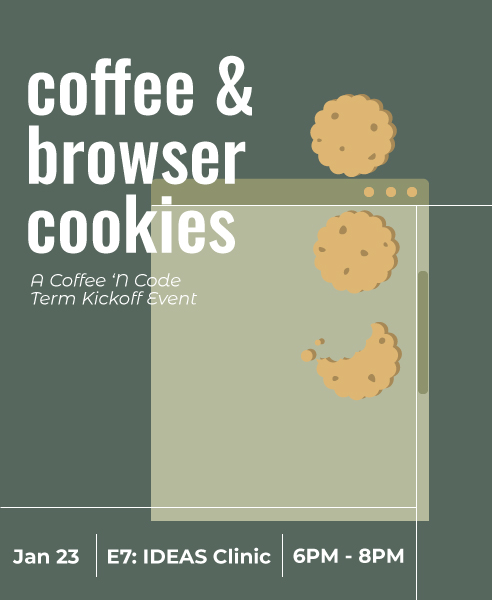 coffee &
browser
cookies
A Coffee ‘N Code
Term Kickoff Event
Jan 23
E7: IDEAS Clinic
6PM - 8PM